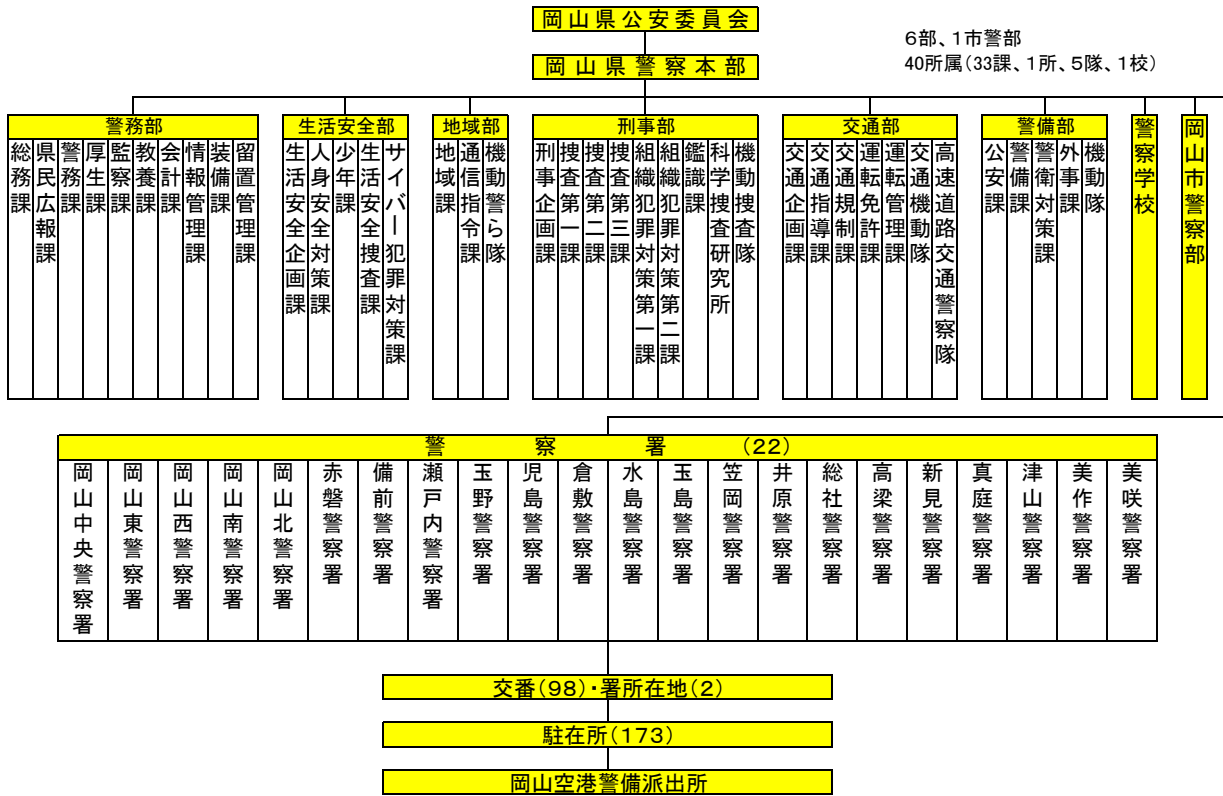 岡山県公安委員会
6部、1市警部
40所属（33課、1所、5隊、1校）
岡山県警察本部
警務部
総務課
県民広報課
警務課
厚生課
監察課
教養課
会計課
情報管理課
装備課
留置管理課
生活安全部
生活安全企画課
人身安全対策課
少年課
生活安全捜査課
サイバー犯罪対策課
地域部
地域課
通信指令課
機動警ら隊
刑事部
刑事企画課
捜査第一課
捜査第二課
捜査第三課
組織犯罪対策第一課
組織犯罪対策第二課
鑑識課
科学捜査研究所
機動捜査隊
交通部
交通企画課
交通指導課
交通規制課
運転免許課
運転管理課
交通機動隊
高速道路交通警察隊
警備部
公安課
警備課
警衛対策課
外事課
機動隊
警察学校
岡山市警察部
警察署（22）
岡山中央警察署
岡山東警察署
岡山西警察署
岡山南警察署
岡山北警察署
赤磐警察署
備前警察署
瀬戸内警察署
玉野警察署
児島警察署
倉敷警察署
水島警察署
玉島警察署
笠岡警察署
井原警察署
総社警察署
高梁警察署
新見警察署
真庭警察署
津山警察署
美作警察署
美咲警察署
交番（98）・署所在地（2）
駐在所（173）
岡山空港警備派出所